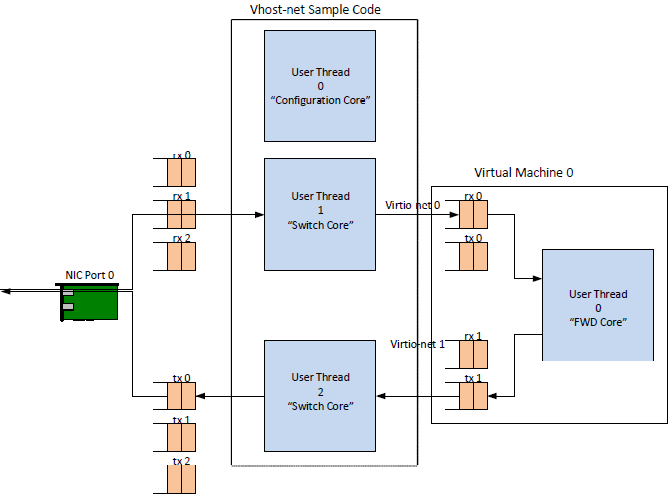 Vhost-net Sample Code
User Thread
0
“Configuration Core”
rx 0
rx 1
rx 2
User Thread
1
“Switch Core”
Virtio-net 0
Virtual Machine 0
rx 0
tx 0
NIC Port 0
User Thread
0
“FWD Core”
Virtio-net 1
rx 1
tx 1
User Thread
2
“Switch Core”
tx 0
tx 1
tx 2